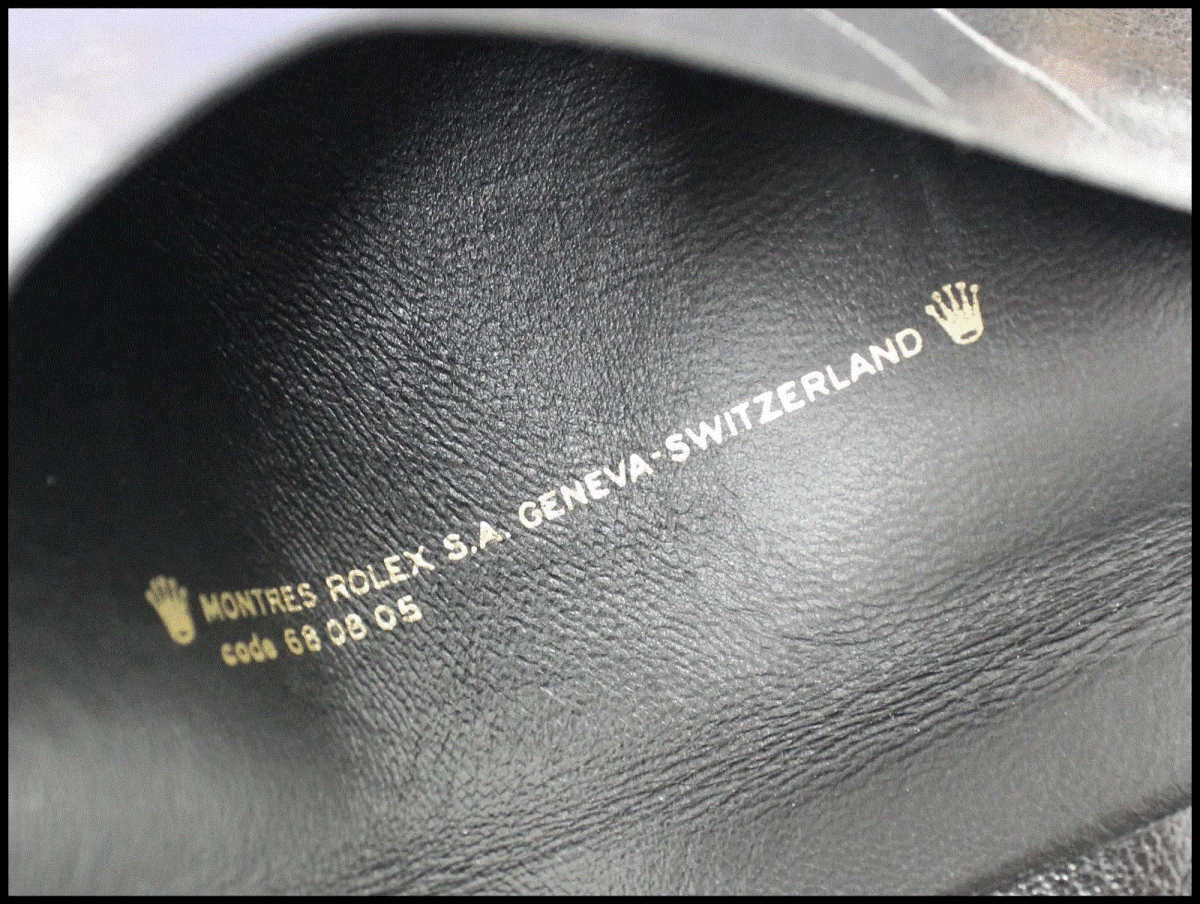 MONTRES ROLEX S.A. GENEVA-SWITZERLAND
code 68 08 05